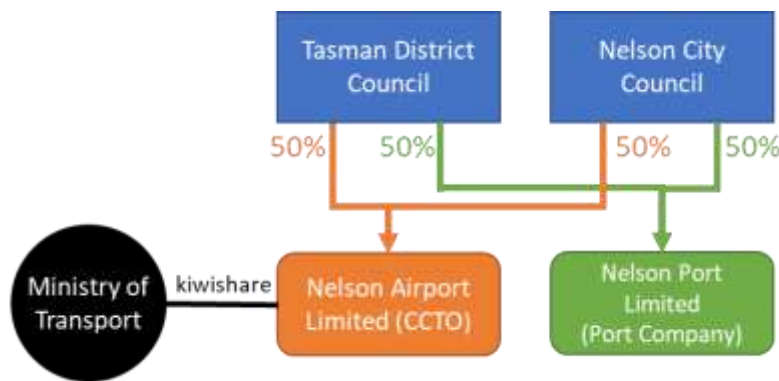 Tasman District
Council
Nelson City
Council
50%
50%
50%
50%
Ministry of
Transport
kiwishare
Nelson Airport
Limited (CCTO)
Nelson Port
Limited
(Port Company)